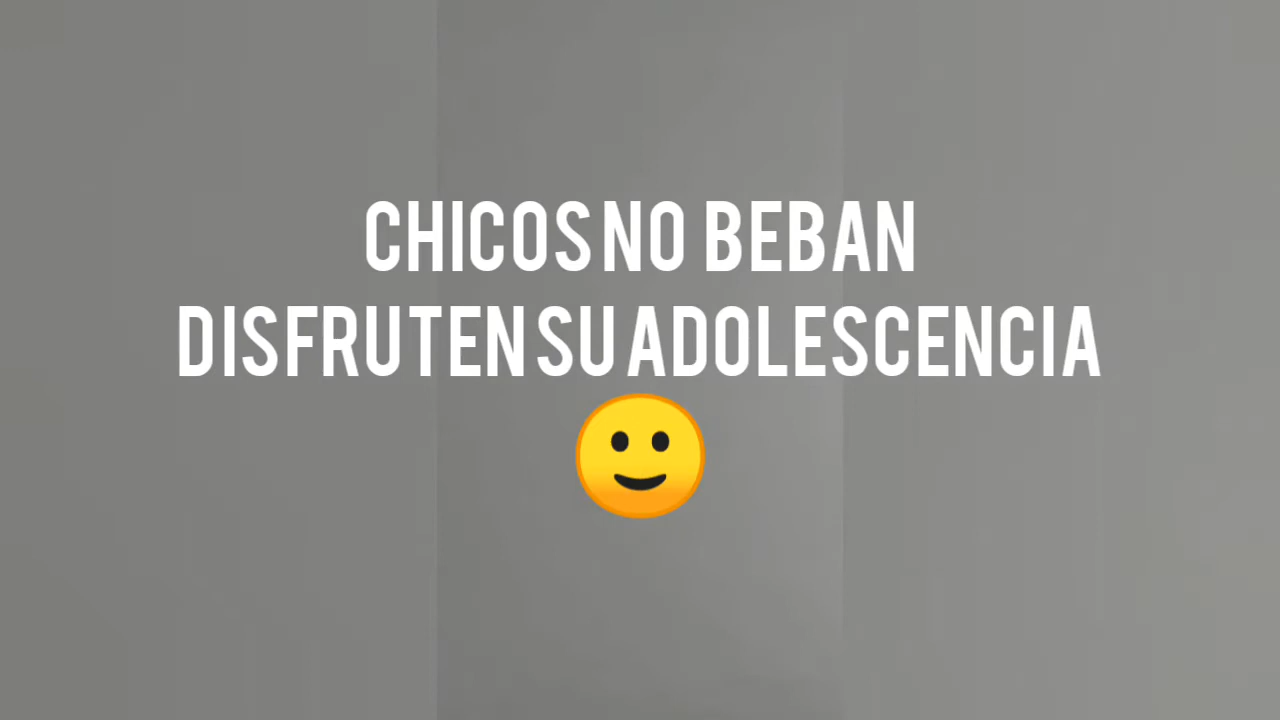 CHICOS NO BEBAN
DISFRUTEN SU ADOLESCENCIA
🙂